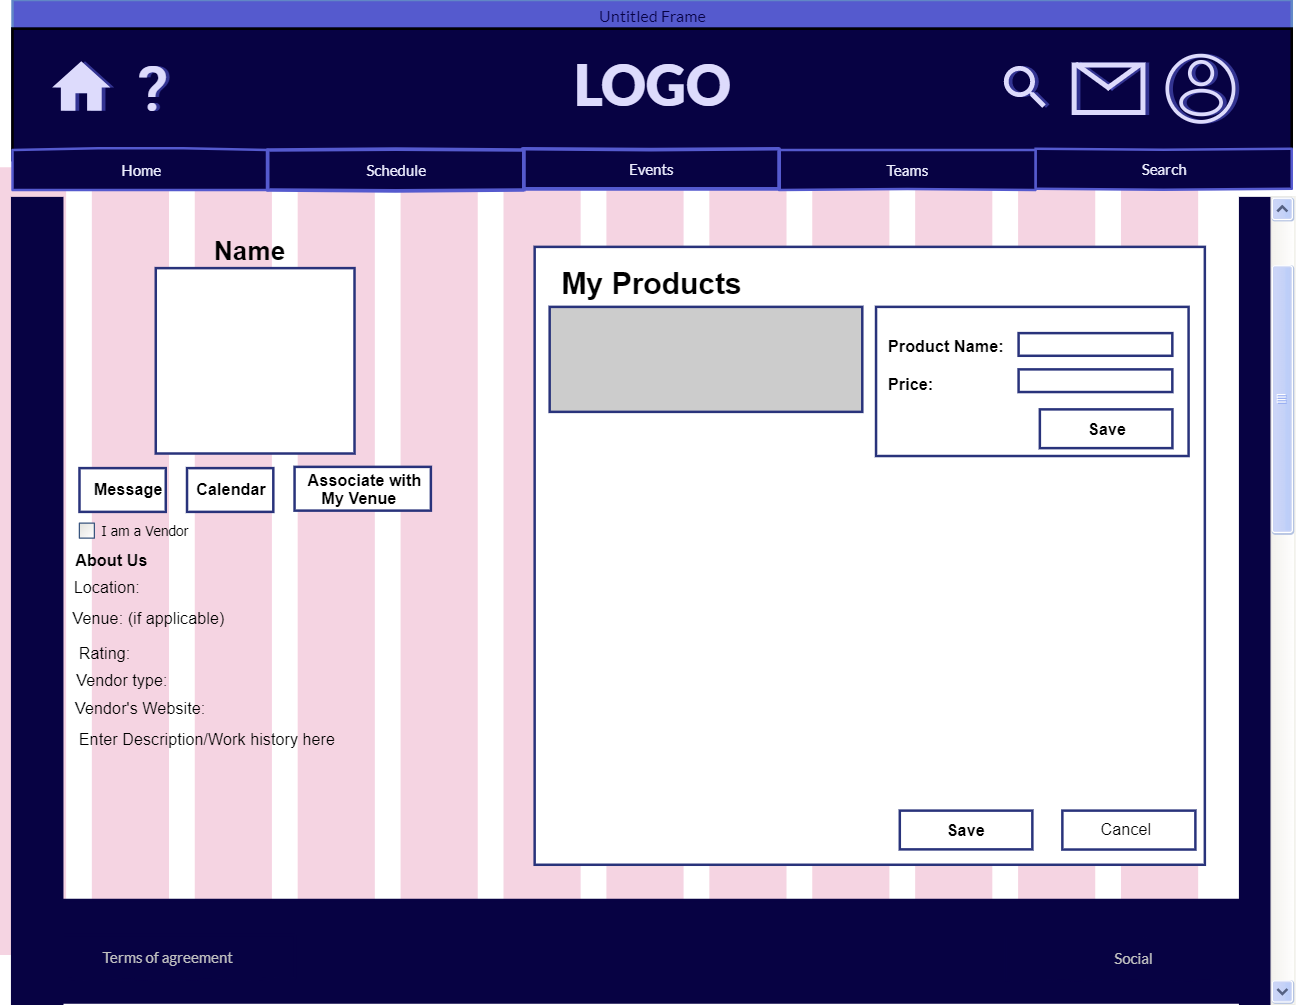 Untitled Frame
?
LOGO
Home
Schedule
Events
Teams
Search
Name
My Products
Product Name:
Price:
Save
Message
Calendar
Associate with
My Venue
I am a Vendor
About Us
Location:
Venue: (if applicable)
Rating:
Vendor type:
Vendor's Website:
Enter Description/Work history here
Save
Cancel
Terms of agreement
Social